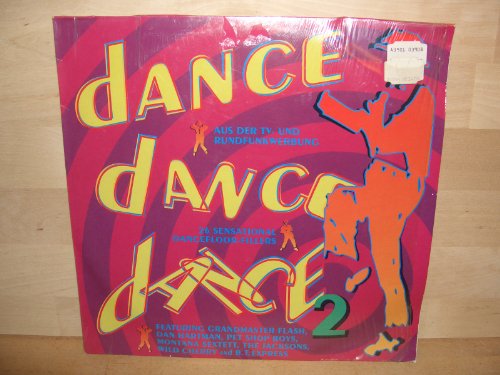 DANCE
AUS DER TV- UND
RUNDFUNKWERBUNG
DANCE
26 SENSATIONAL
DANCEFLOOR-FILLERS
DANCE 2
FEATURING GRANDMASTER FLASH,
DAN HARTMAN, PET SHOP BOYS,
MONTANA SEXTETT, THE JACKSONS,
WILD CHERRY AND B.T. EXPRESS